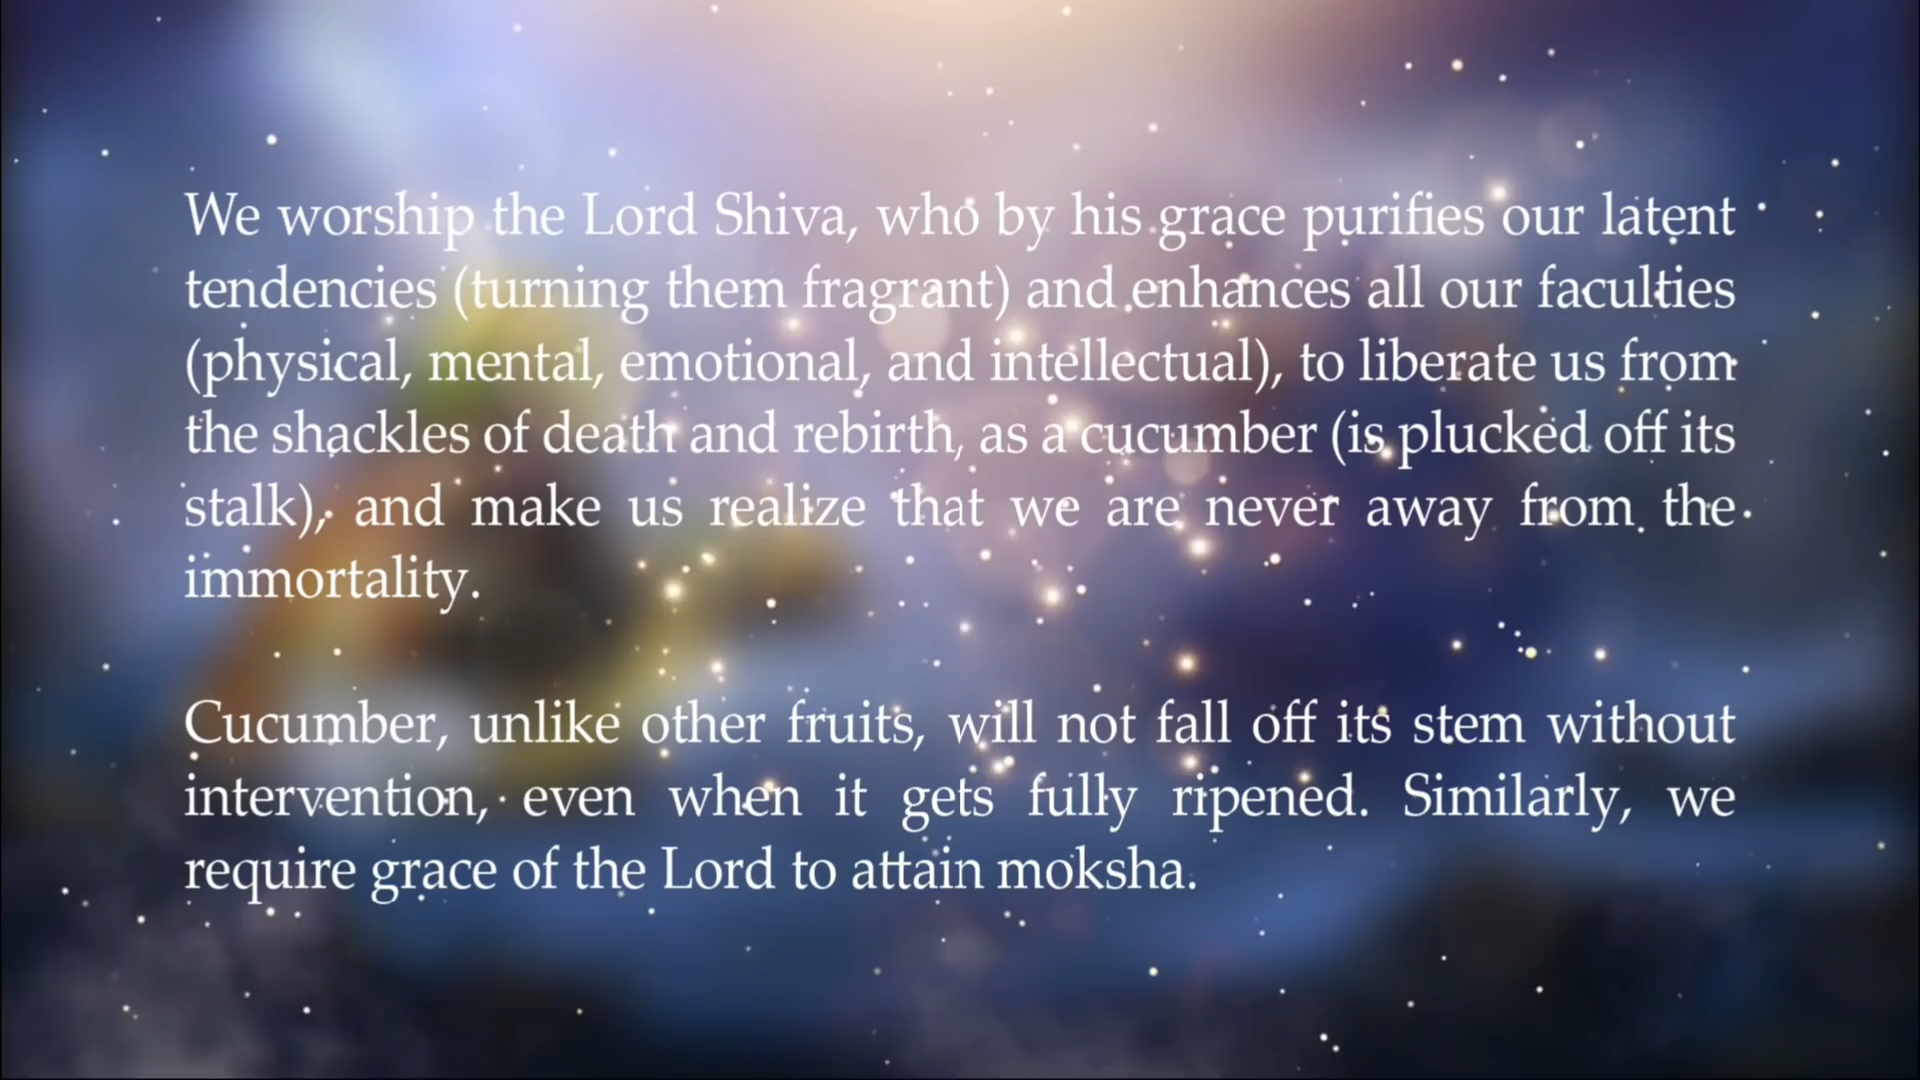 We worship the Lord Shiva, who by his grace purifies our latent
tendencies (turning them fragrant) and enhances all our faculties
(physical, mental, emotional, and intellectual), to liberate us from
the shackles of death and rebirth, as a cucumber (is plucked off its
stalk), and make us realize that we are never away from the
immortality.
Cucumber, unlike other fruits, will not fall off its stem without
intervention, even when it gets fully ripened. Similarly, we
require grace of the Lord to attain moksha.